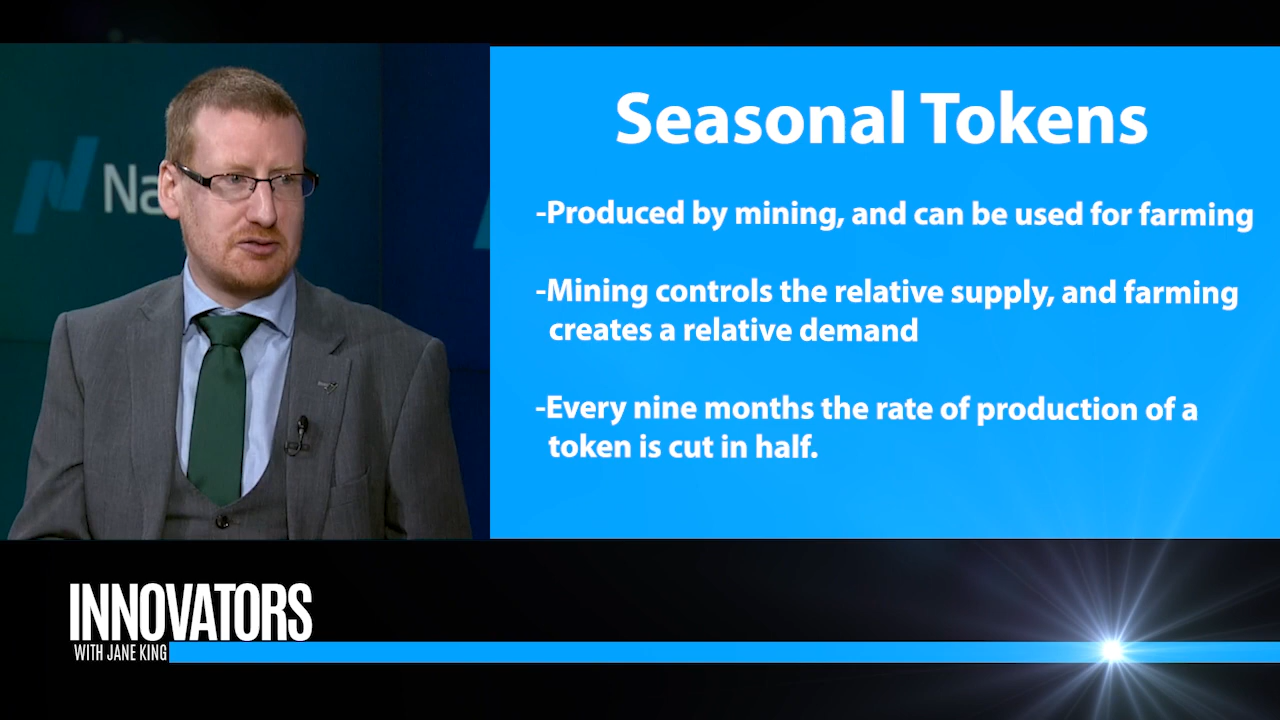 Na
Seasonal Tokens
-Produced by mining, and can be used for farming
-Mining controls the relative supply, and farming
creates a relative demand
-Every nine months the rate of production of a
token is cut in half.
INNOVATORS
WITH JANE KING